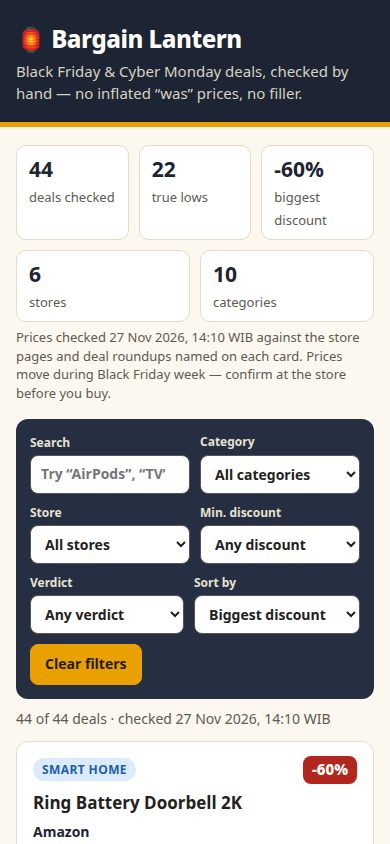 Bargain Lantern
Black Friday & Cyber Monday deals, checked by
hand — no inflated “was” prices, no filler.
44
deals checked
22
true lows
-60%
biggest
discount
6
stores
10
categories
Prices checked 27 Nov 2026, 14:10 WIB against the store
pages and deal roundups named on each card. Prices
move during Black Friday week — confirm at the store
before you buy.
Search
Category
Try “AirPods”, “TV”
All categories
Store
Min. discount
All stores
Any discount
Verdict
Sort by
Any verdict
Biggest discount
Clear filters
44 of 44 deals · checked 27 Nov 2026, 14:10 WIB
SMART HOME
-60%
Ring Battery Doorbell 2K
Amazon